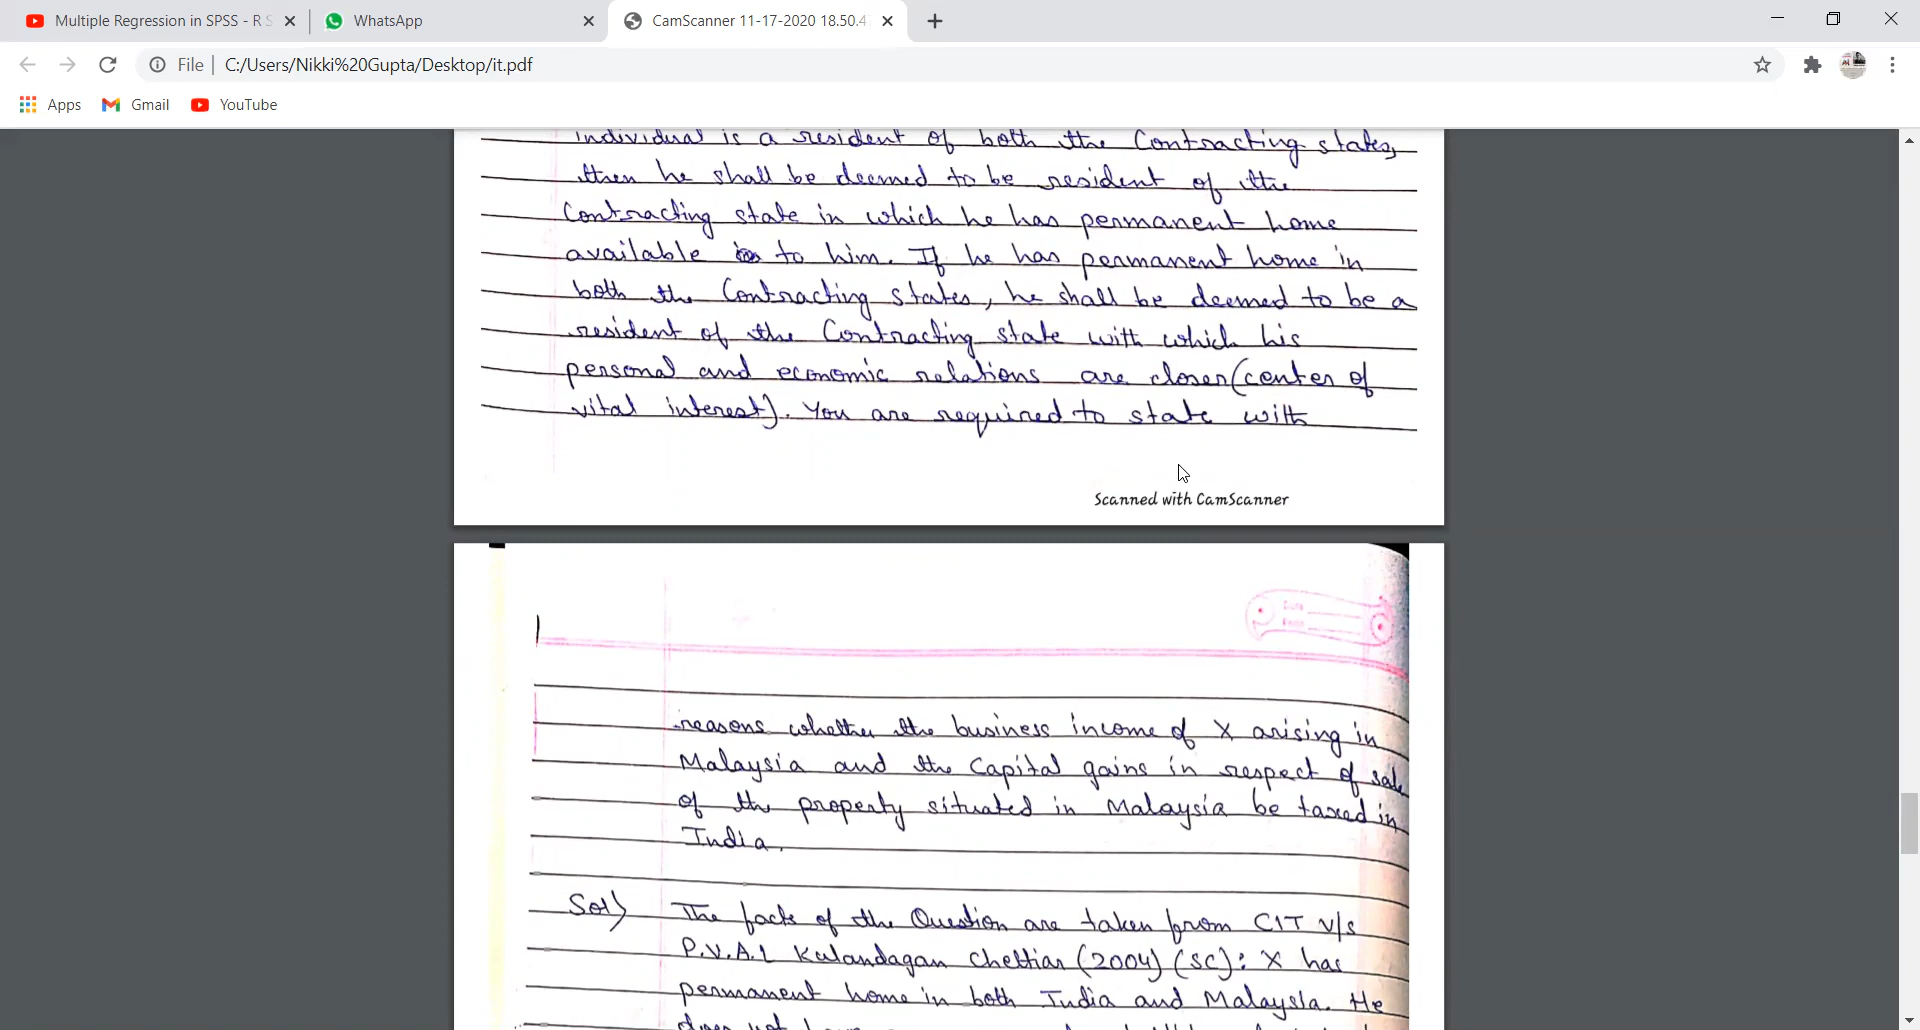 Multiple Regression in SPSS - R S
WhatsApp
CamScanner 11-17-2020 18.50.47
File | C:/Users/Nikki%20Gupta/Desktop/it.pdf
Apps Gmail YouTube
individual is a resident of both the Contracting states,
then he shall be deemed to be resident of the
Contracting state in which he has permanent home
available to him. If he has permanent home in
both the Contracting states, he shall be deemed to be a
resident of the Contracting state with which his
personal and economic relations are closer (center of
vital interest). You are required to state with
Scanned with CamScanner
reasons whether the business income of X arising in
Malaysia and the Capital gains in respect of sale
of the property situated in Malaysia be taxed in
India.
Sol) The facts of the Question are taken from CIT v/s
P.V.A.L Kulandagan Chettiar (2004) (SC): X has
permanent home in both India and Malaysia. He
does not have